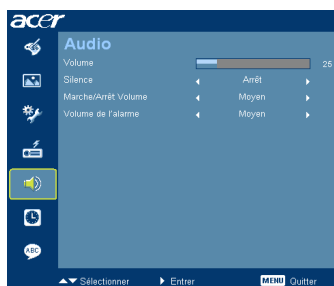 acer
Audio
Volume 25
Silence Arrêt
Marche/Arrêt Volume Moyen
Volume de l'alarme Moyen
ABC
Sélectionner Entrer MENU Quitter